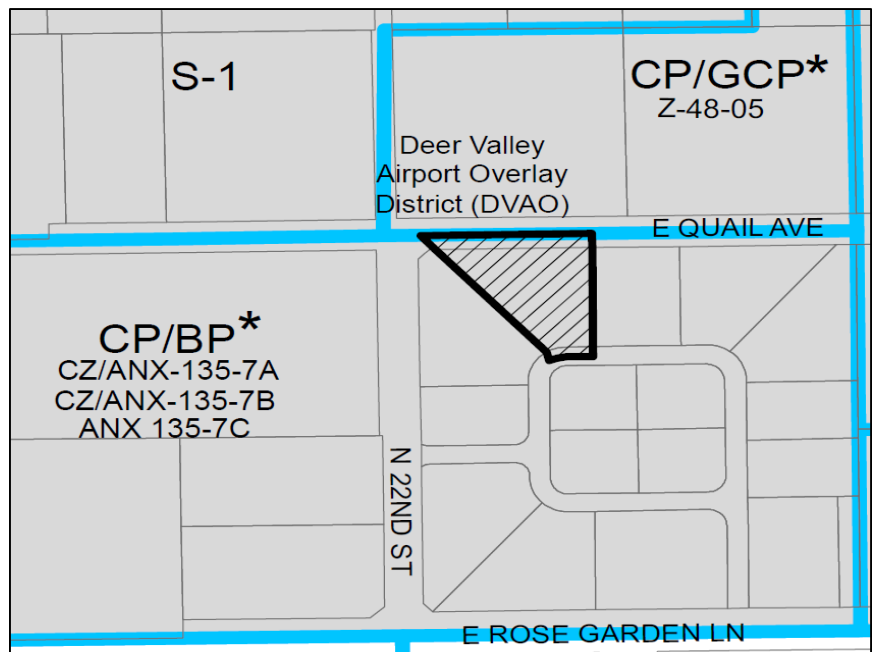 S-1
CP/GCP*
Z-48-05
Deer Valley
Airport Overlay
District (DVAO)
E QUAIL AVE
CP/BP*
CZ/ANX-135-7A
CZ/ANX-135-7B
ANX 135-7C
N 22ND ST
E ROSE GARDEN LN